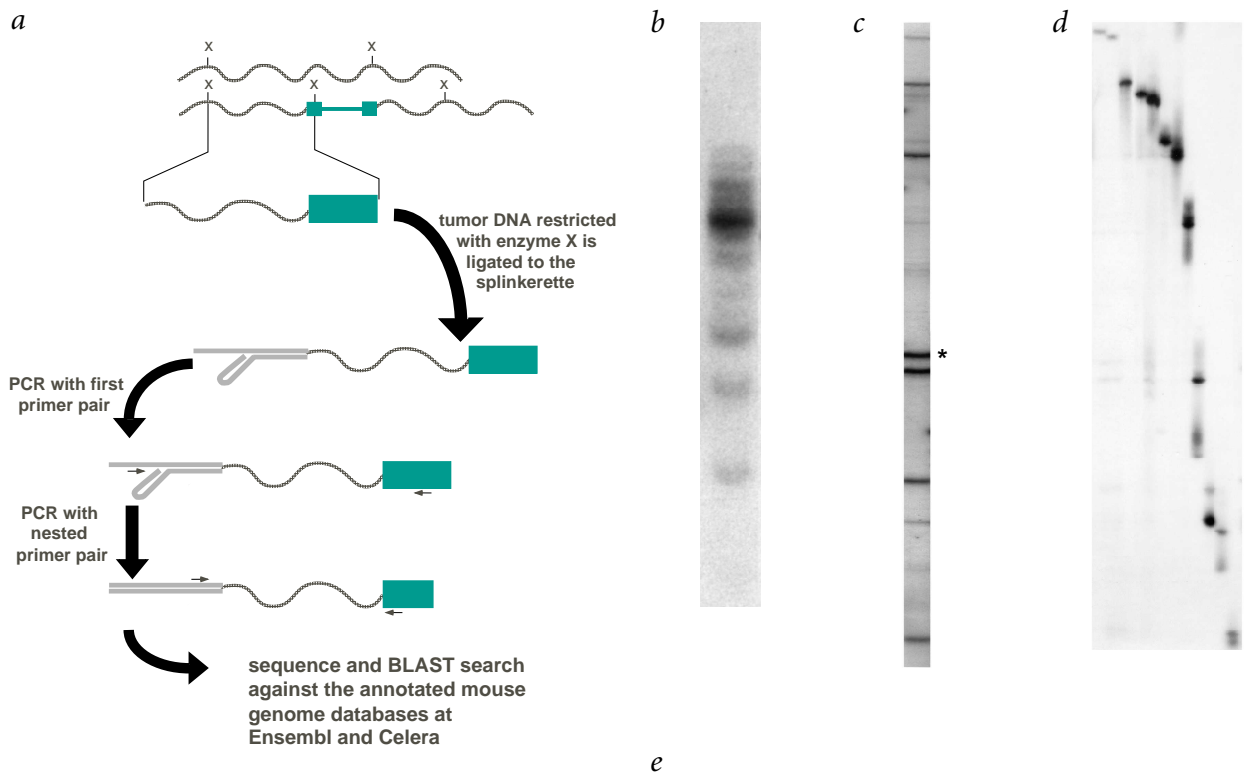 a
b
c
d
X
X
X
X
X
tumor DNA restricted
with enzyme X is
ligated to the
splinkerette
*
PCR with first
primer pair
PCR with
nested
primer pair
sequence and BLAST search
against the annotated mouse
genome databases at
Ensembl and Celera
e